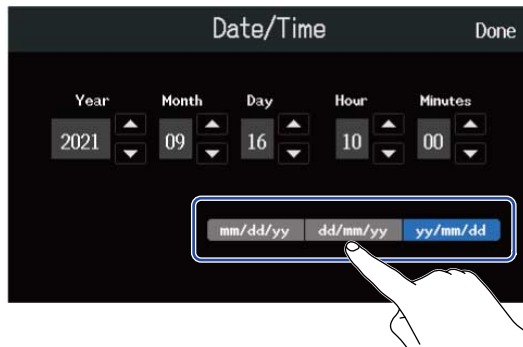 Date/Time Done
Year Month Day Hour Minutes
2021 09 16 10 00
mm/dd/yy dd/mm/yy yy/mm/dd